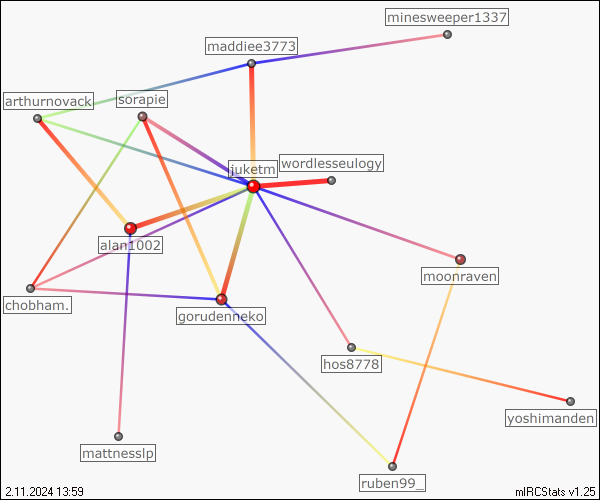 minesweeper1337
maddiee3773
arthurnovack
sorapie
wordlesseulogy
juketm
alan1002
moonraven
chobham.
gorudenneko
hos8778
yoshimanden
mattnesslp
ruben99_
2.11.2024 13:59
mIRCStats v1.25